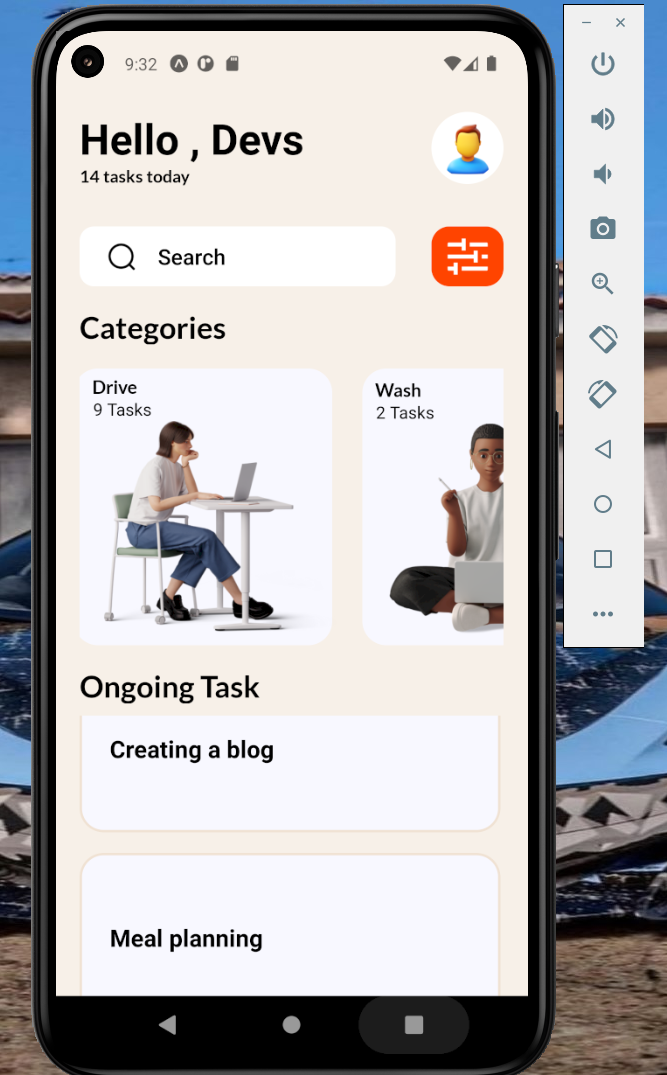 9:32
Hello , Devs
14 tasks today
Search
Categories
Drive
9 Tasks
Wash
2 Tasks
Ongoing Task
Creating a blog
Meal planning